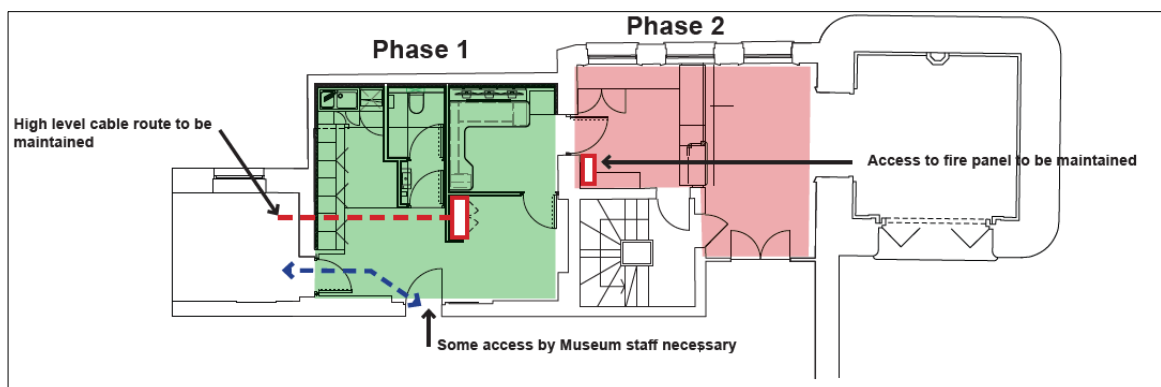 Phase 1
Phase 2
High level cable route to be
maintained
Access to fire panel to be maintained
Some access by Museum staff necessary